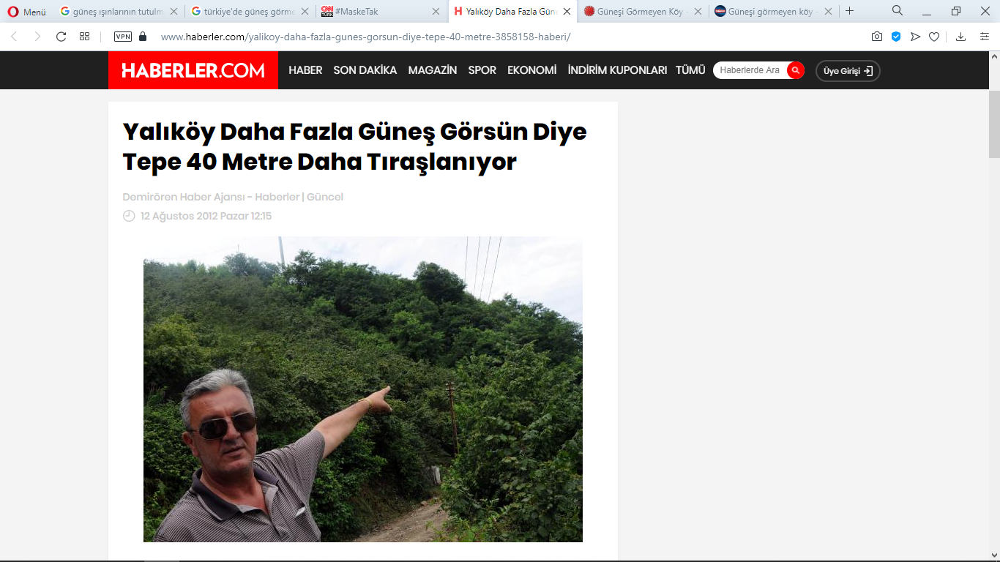 Menü
güneş ışınlarının tutulm
türkiye'de güneş görme
CNN TÜRK
#MaskeTak
Yalıköy Daha Fazla Gün
Güneşi Görmeyen Köy -
Güneşi görmeyen köy -
VPN
www.haberler.com/yalikoy-daha-fazla-gunes-gorsun-diye-tepe-40-metre-3858158-haberi/
HABERLER.COM
HABER SON DAKİKA MAGAZİN SPOR EKONOMİ İNDİRİM KUPONLARI TÜMÜ
Haberlerde Ara
Üye Girişi
Yalıköy Daha Fazla Güneş Görsün Diye
Tepe 40 Metre Daha Tıraşlanıyor
Demirören Haber Ajansı - Haberler | Güncel
12 Ağustos 2012 Pazar 12:15